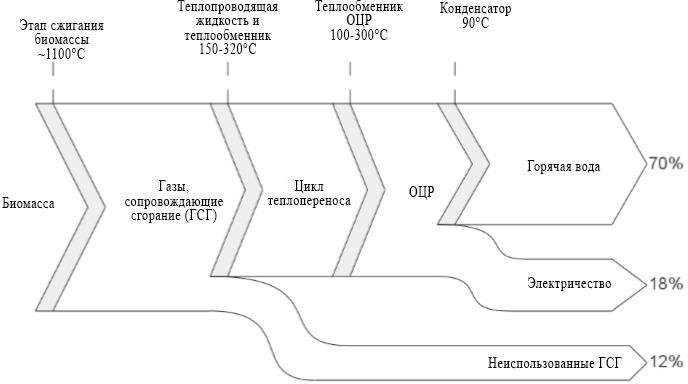 Этап сжигания
биомассы
~1100°C
Теплопроводящая
жидкость и
теплообменник
150-320°C
Теплообменник
ОЦР
100-300°C
Конденсатор
90°C
Биомасса
Газы,
сопровождающие
сгорание (ГСГ)
Цикл
теплопереноса
ОЦР
Горячая вода
70%
Электричество
18%
Неиспользованные ГСГ
12%